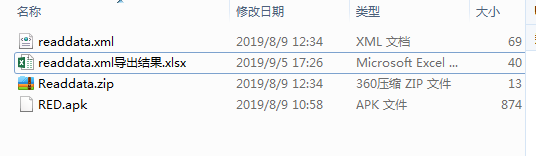 名称 修改日期 类型 大小
readdata.xml 2019/8/9 12:34 XML 文档 69
readdata.xml导出结果.xlsx 2019/9/5 17:26 Microsoft Excel ... 40
Readdata.zip 2019/8/9 12:34 360压缩 ZIP 文件 13
RED.apk 2019/8/9 10:58 APK 文件 874